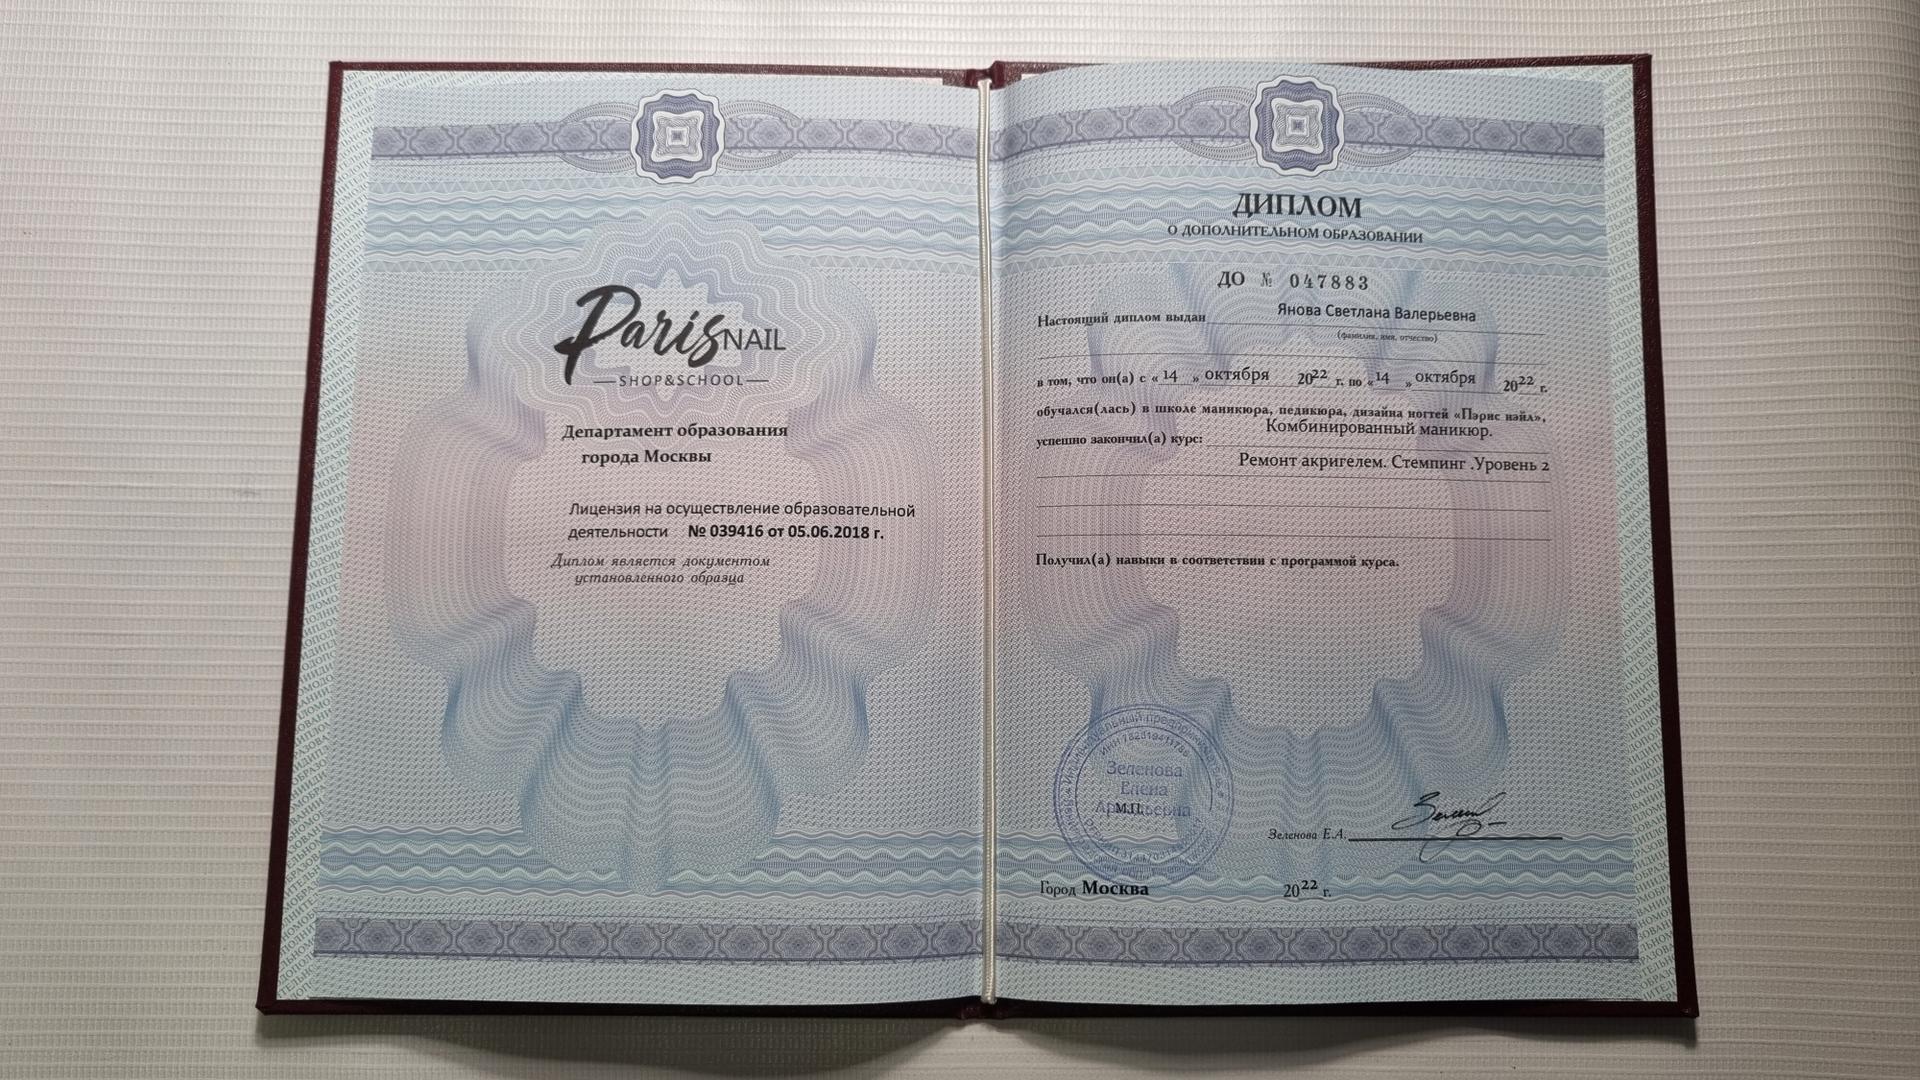 Paris NAIL
SHOP&SCHOOL
Департамент образования
города Москвы
Лицензия на осуществление образовательной
деятельности № 039416 от 05.06.2018 г.
Диплом является документом
установленного образца
ДИПЛОМ
О ДОПОЛНИТЕЛЬНОМ ОБРАЗОВАНИИ
ДО № 047883
Настоящий диплом выдан Янова Светлана Валерьевна
(фамилия, имя, отчество)
в том, что он(а) с « 14 » октября 2022 г. по «14 » октября 2022 г.
обучался(лась) в школе маникюра, педикюра, дизайна ногтей «Пэрис нэйл»,
успешно закончил(а) курс: Комбинированный маникюр.
Ремонт акригелем. Стемпинг .Уровень 2
Получил(а) навыки в соответствии с программой курса.
Зеленова
Елена
М.П.
Зеленова Е.А.
Город Москва 2022 г.